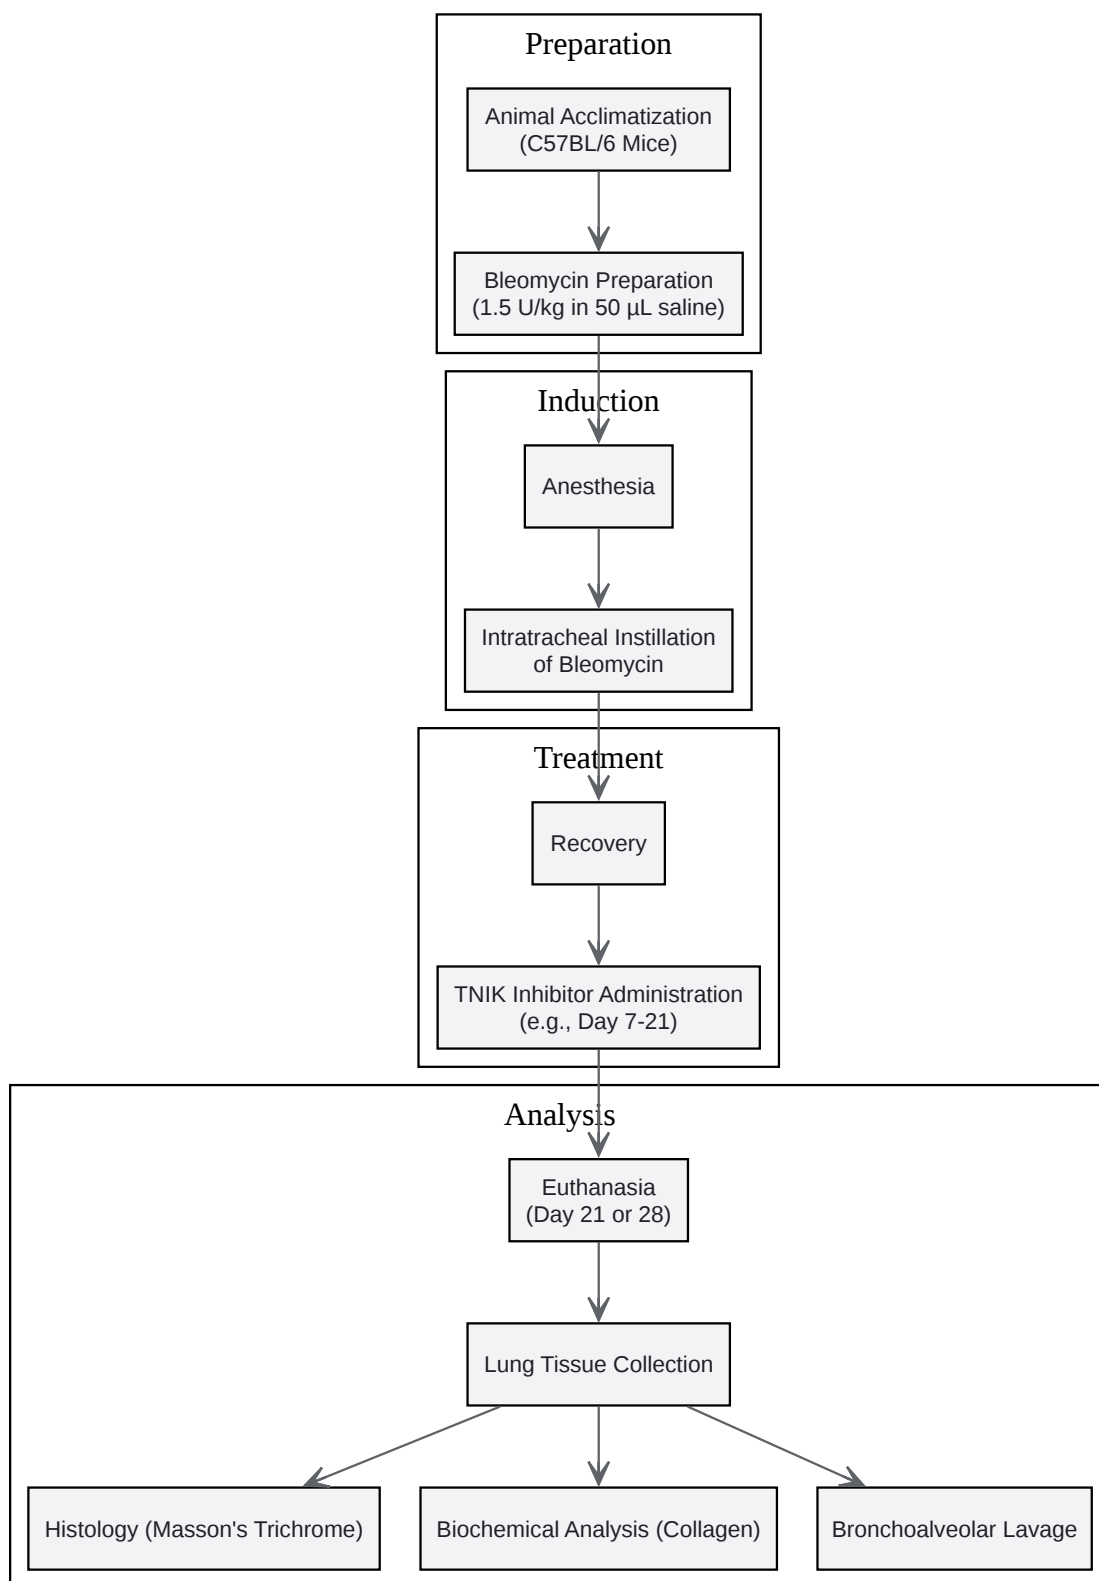 Preparation
Animal Acclimatization
(C57BL/6 Mice)
Bleomycin Preparation
(1.5 U/kg in 50 µL saline)
Induction
Anesthesia
Intratracheal Instillation
of Bleomycin
Treatment
Recovery
TNIK Inhibitor Administration
(e.g., Day 7-21)
Analysis
Euthanasia
(Day 21 or 28)
Lung Tissue Collection
Histology (Masson's Trichrome)
Biochemical Analysis (Collagen)
Bronchoalveolar Lavage